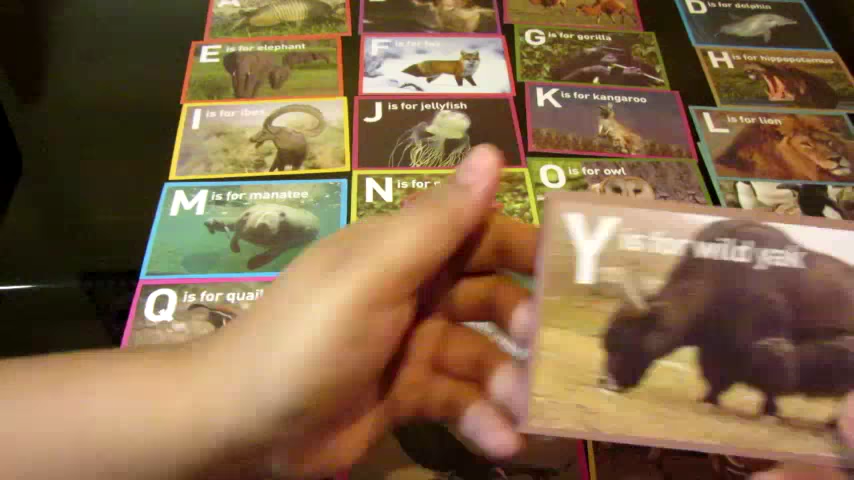 A
D is for dolphin
E is for elephant
F is for fox
G is for gorilla
H is for hippopotamus
I is for ibex
J is for jellyfish
K is for kangaroo
L is for lion
M is for manatee
N is for
O is for owl
Q is for quail
Y is for wild yak